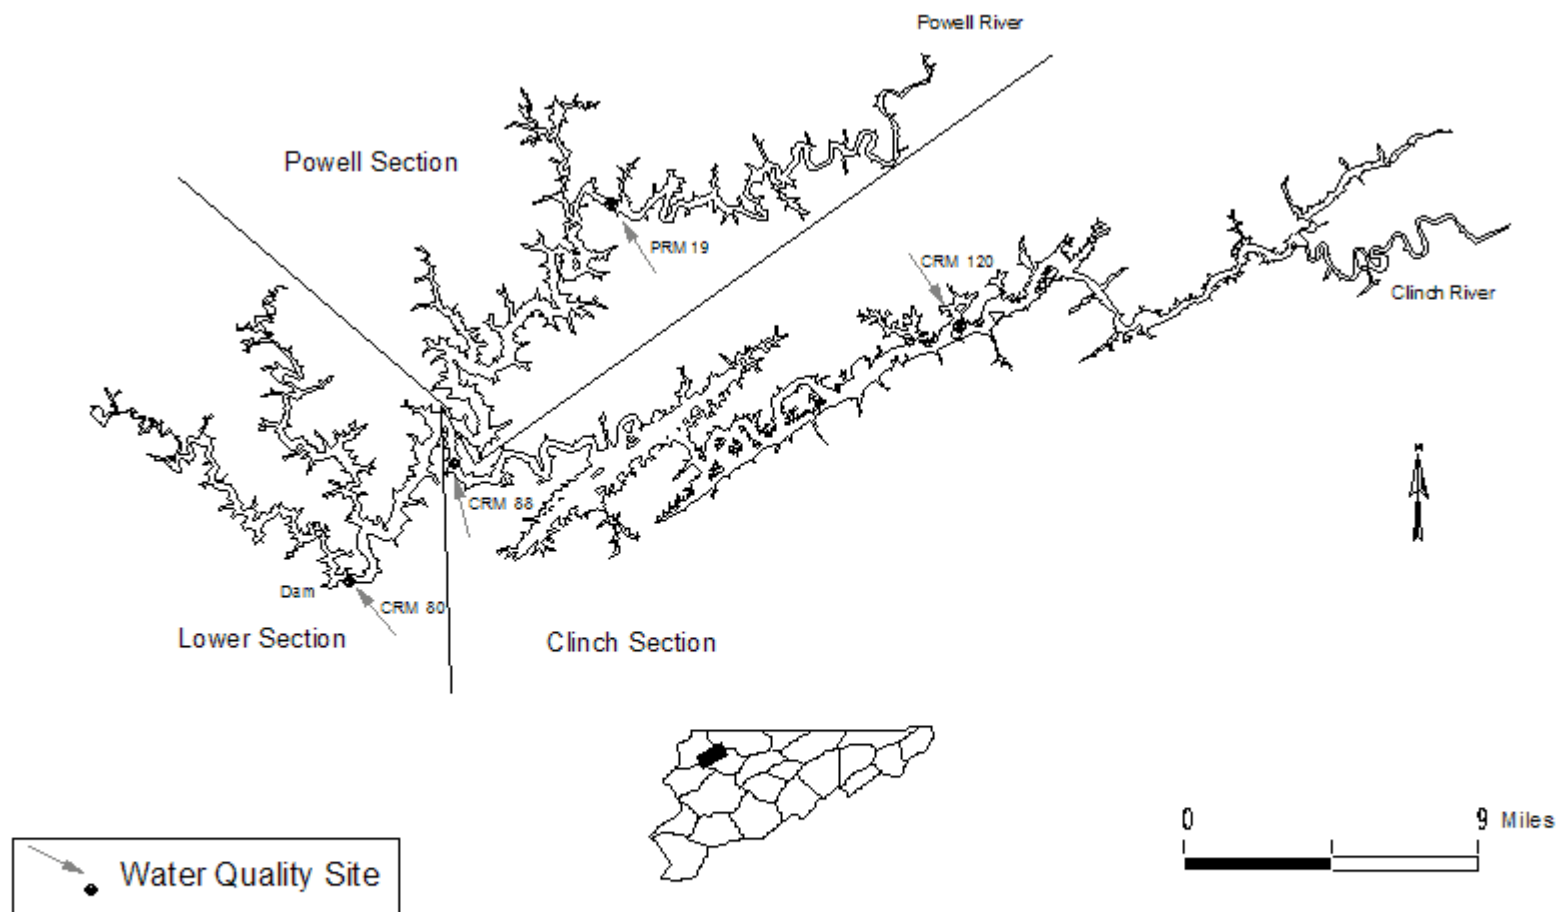 Powell River
Powell Section
PRM 19
CRM 120
Clinch River
CRM 88
N
Dam
CRM 80
Lower Section
Clinch Section
0 9 Miles
Water Quality Site